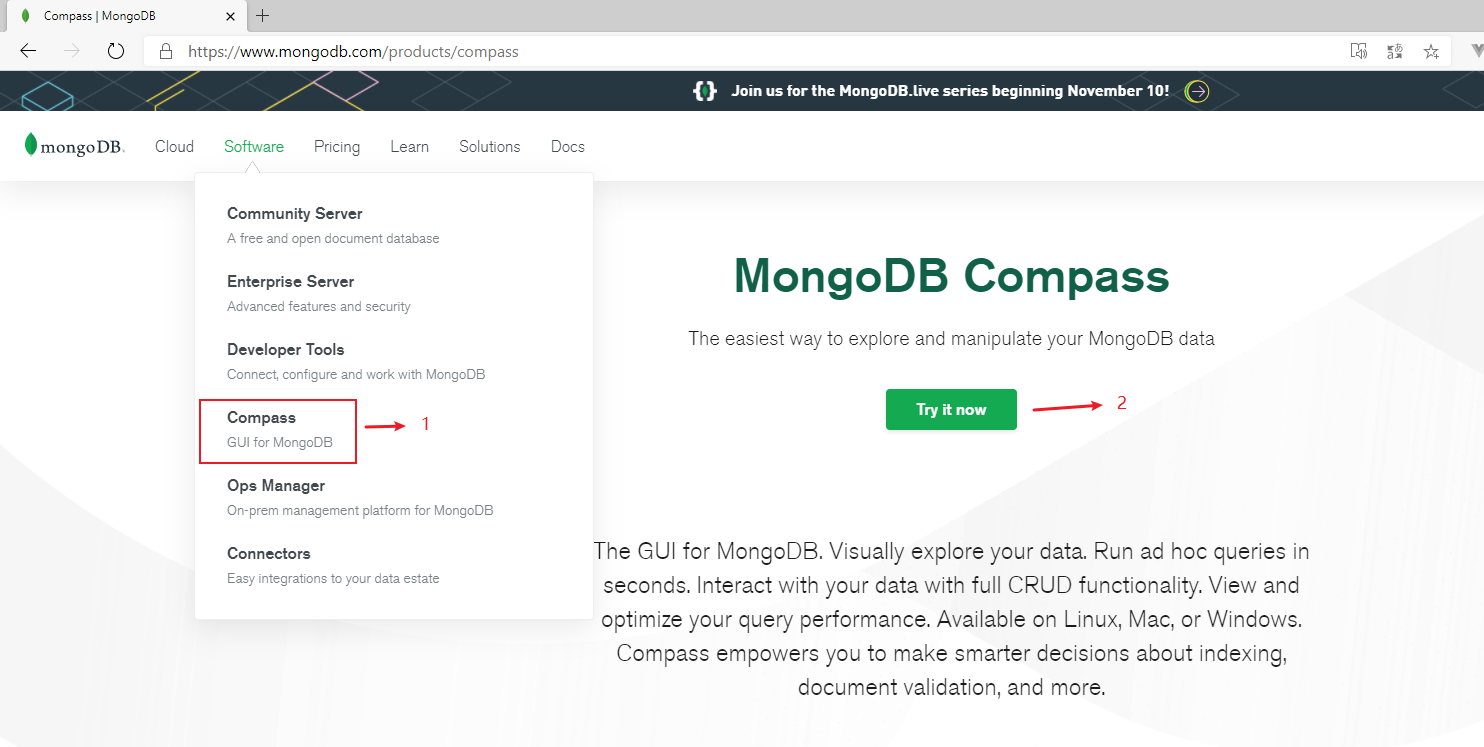 Compass | MongoDB
https://www.mongodb.com/products/compass
Join us for the MongoDB.live series beginning November 10!
mongoDB.
Cloud Software Pricing Learn Solutions Docs
Community Server
A free and open document database
Enterprise Server
Advanced features and security
Developer Tools
Connect, configure and work with MongoDB
Compass
GUI for MongoDB
1
Ops Manager
On-prem management platform for MongoDB
Connectors
Easy integrations to your data estate
MongoDB Compass
The easiest way to explore and manipulate your MongoDB data
Try it now
2
The GUI for MongoDB. Visually explore your data. Run ad hoc queries in
seconds. Interact with your data with full CRUD functionality. View and
optimize your query performance. Available on Linux, Mac, or Windows.
Compass empowers you to make smarter decisions about indexing,
document validation, and more.